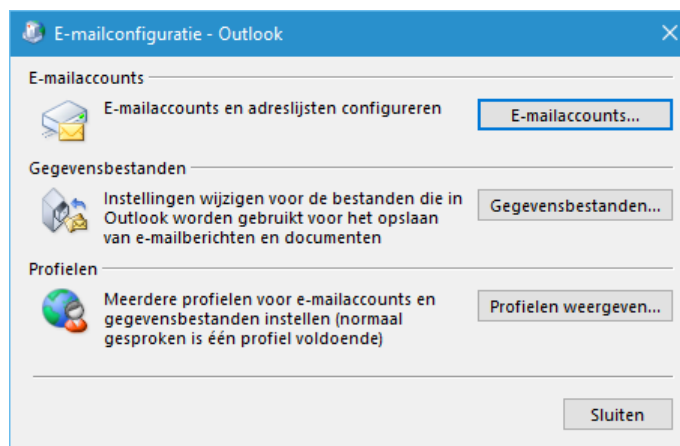 E-mailconfiguratie - Outlook
E-mailaccounts
E-mailaccounts en adreslijsten configureren
E-mailaccounts...
Gegevensbestanden
Instellingen wijzigen voor de bestanden die in
Outlook worden gebruikt voor het opslaan
van e-mailberichten en documenten
Gegevensbestanden...
Profielen
Meerdere profielen voor e-mailaccounts en
gegevensbestanden instellen (normaal
gesproken is één profiel voldoende)
Profielen weergeven...
Sluiten